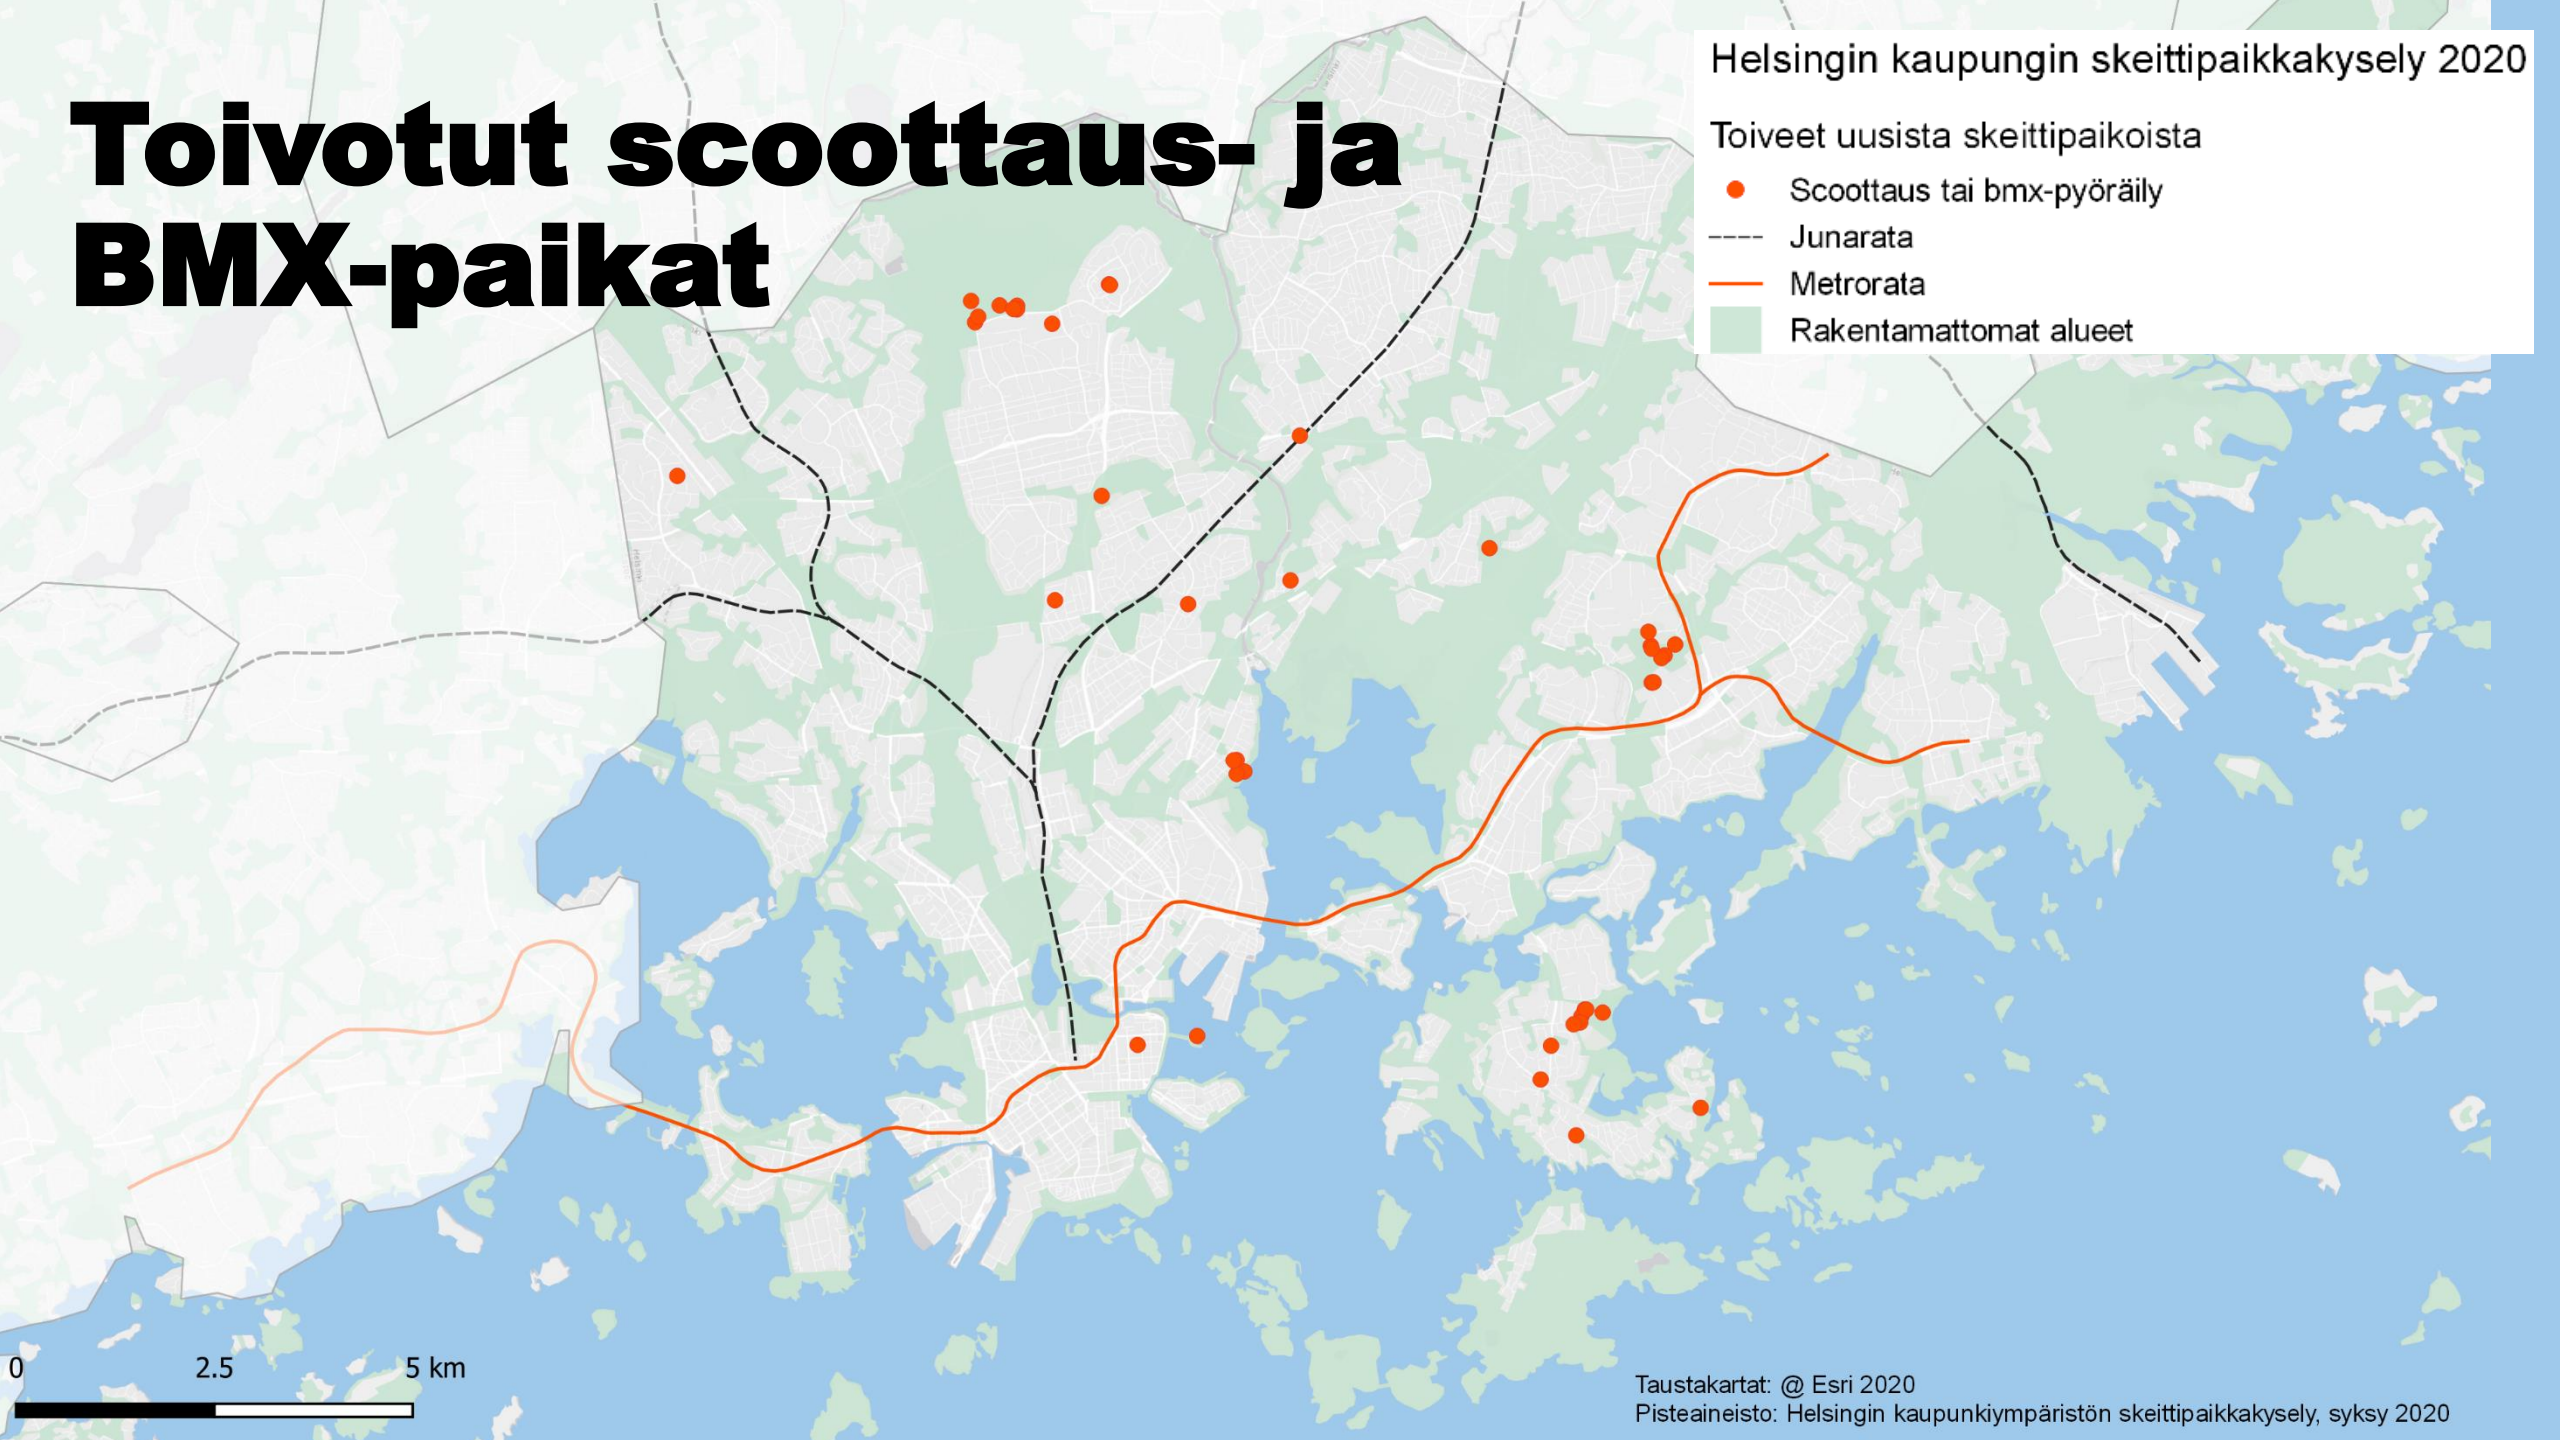 Toivotut scoottaus- ja
BMX-paikat
Helsingin kaupungin skeittipaikkakysely 2020
Toiveet uusista skeittipaikoista
Scoottaus tai bmx-pyöräily
Junarata
Metrorata
Rakentamattomat alueet
0 2.5 5 km
Taustakartat: @ Esri 2020
Pisteaineisto: Helsingin kaupunkiympäristön skeittipaikkakysely, syksy 2020